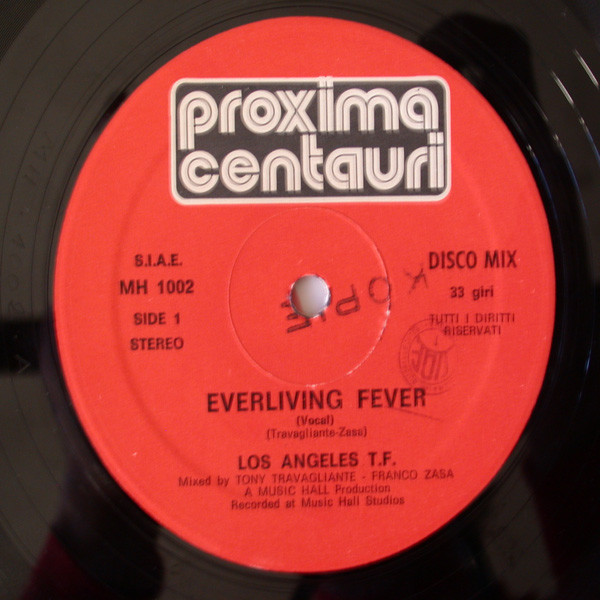 proxima
centauri
S.I.A.E.
MH 1002
SIDE 1
STEREO
DISCO MIX
33 giri
TUTTI I DIRITTI
RISERVATI
EVERLIVING FEVER
(Vocal)
(Travagliante-Zasa)
LOS ANGELES T.F.
Mixed by TONY TRAVAGLIANTE - FRANCO ZASA
A MUSIC HALL Production
Recorded at Music Hall Studios